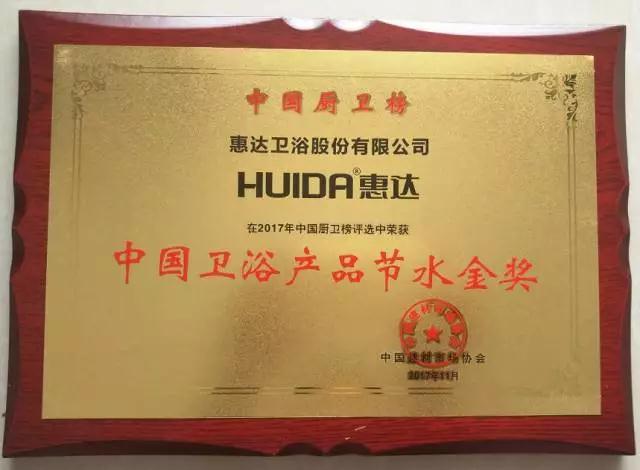 中国厨卫榜
惠达卫浴股份有限公司
HUIDA®惠达
在2017年中国厨卫榜评选中荣获
中国卫浴产品节水金奖
中国建材市场协会
2017年11月